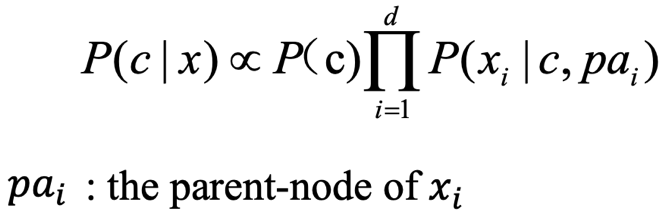 P(c | x) ∝ P(c) ∏_{i=1}^{d} P(x_i | c, pa_i)
pa_i : the parent-node of x_i